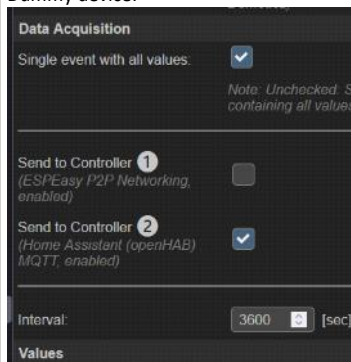 Data Acquisition
Single event with all values:
Note: Unchecked: S
containing all values
Send to Controller 1
(ESPEasy P2P Networking,
enabled)
Send to Controller 2
(Home Assistant (openHAB)
MQTT, enabled)
Interval: 3600 [sec]
Values